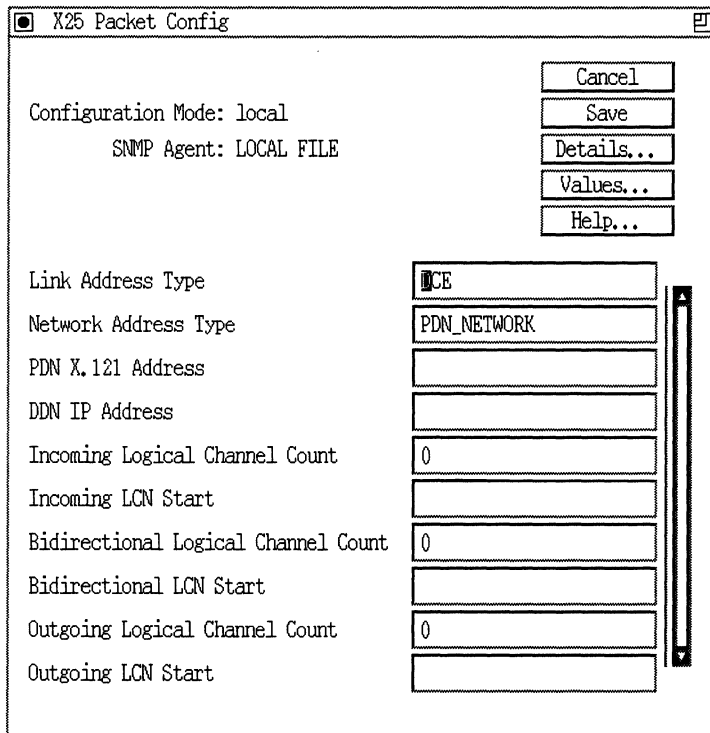 X25 Packet Config
Cancel
Configuration Mode: local
Save
SNMP Agent: LOCAL FILE
Details...
Values...
Help...
Link Address Type DCE
Network Address Type PDN_NETWORK
PDN X.121 Address
DDN IP Address
Incoming Logical Channel Count 0
Incoming LCN Start
Bidirectional Logical Channel Count 0
Bidirectional LCN Start
Outgoing Logical Channel Count 0
Outgoing LCN Start